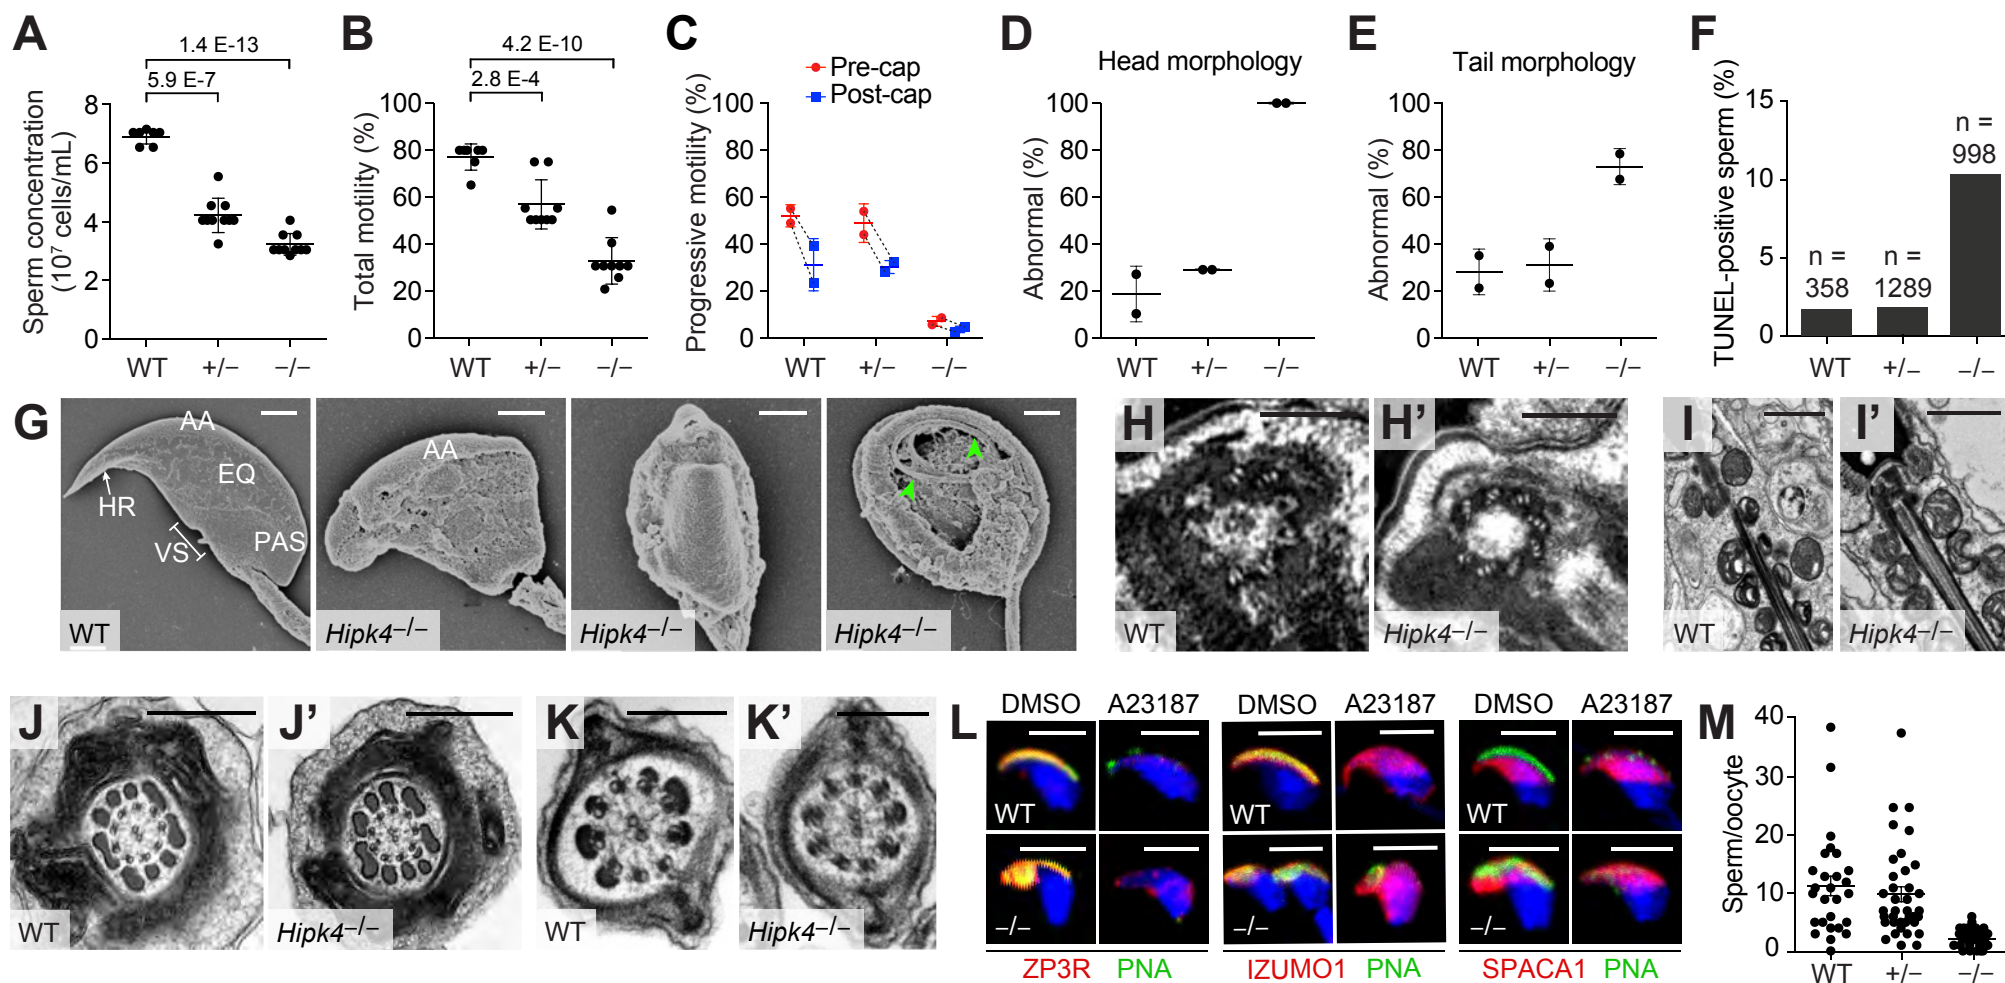 A
1.4 E-13
5.9 E-7
Sperm concentration
(10⁷ cells/mL)
8
6
4
2
0
WT
+/−
−/−
B
4.2 E-10
2.8 E-4
Total motility (%)
100
80
60
40
20
0
WT
+/−
−/−
C
Pre-cap
Post-cap
Progressive motility (%)
100
80
60
40
20
0
WT
+/−
−/−
D
Head morphology
Abnormal (%)
100
80
60
40
20
0
WT
+/−
−/−
E
Tail morphology
Abnormal (%)
100
80
60
40
20
0
WT
+/−
−/−
F
TUNEL-positive sperm (%)
15
10
5
0
n =
358
n =
1289
n =
998
WT
+/−
−/−
G
AA
EQ
HR
VS
PAS
WT
AA
Hipk4−/−
Hipk4−/−
Hipk4−/−
H
WT
H'
Hipk4−/−
I
WT
I'
Hipk4−/−
J
WT
J'
Hipk4−/−
K
WT
K'
Hipk4−/−
L
DMSO A23187
WT
−/−
ZP3R PNA
DMSO A23187
WT
−/−
IZUMO1 PNA
DMSO A23187
WT
−/−
SPACA1 PNA
M
Sperm/oocyte
40
30
20
10
0
WT
+/−
−/−